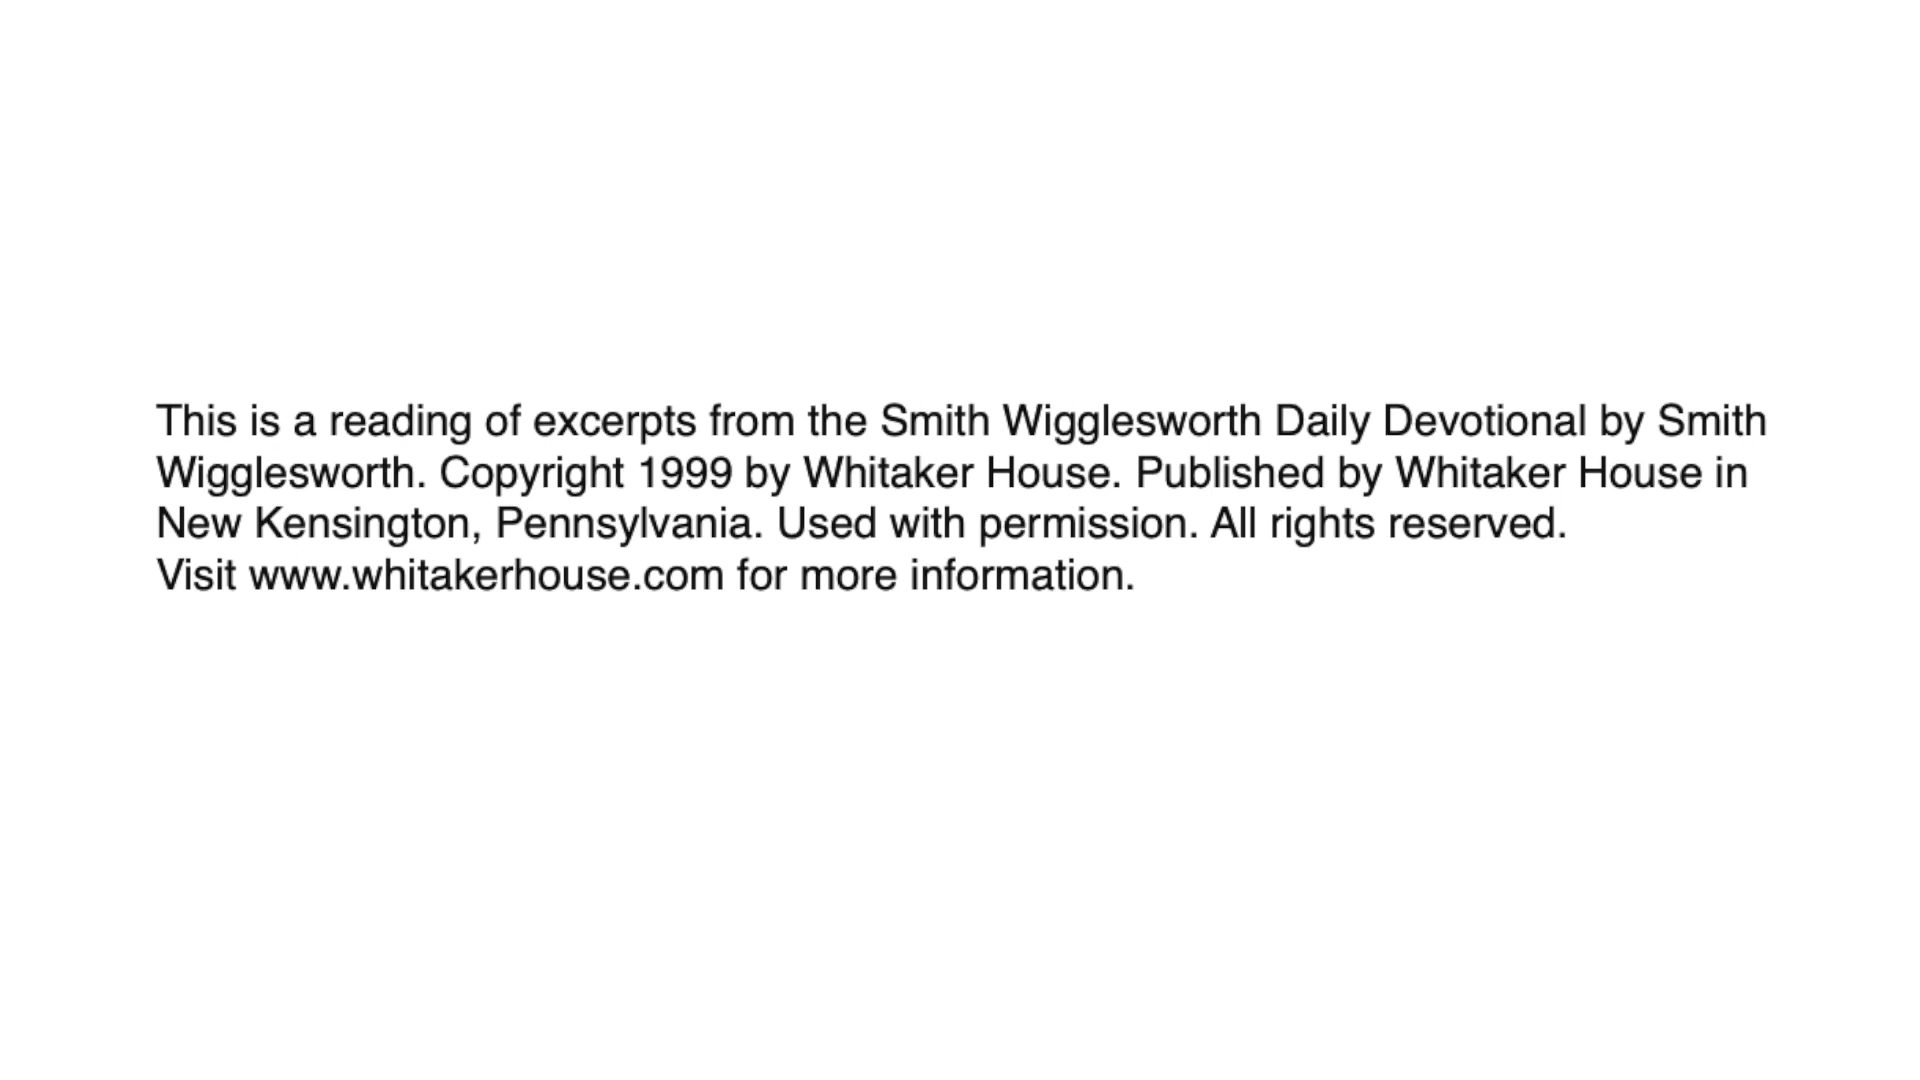 This is a reading of excerpts from the Smith Wigglesworth Daily Devotional by Smith
Wigglesworth. Copyright 1999 by Whitaker House. Published by Whitaker House in
New Kensington, Pennsylvania. Used with permission. All rights reserved.
Visit www.whitakerhouse.com for more information.